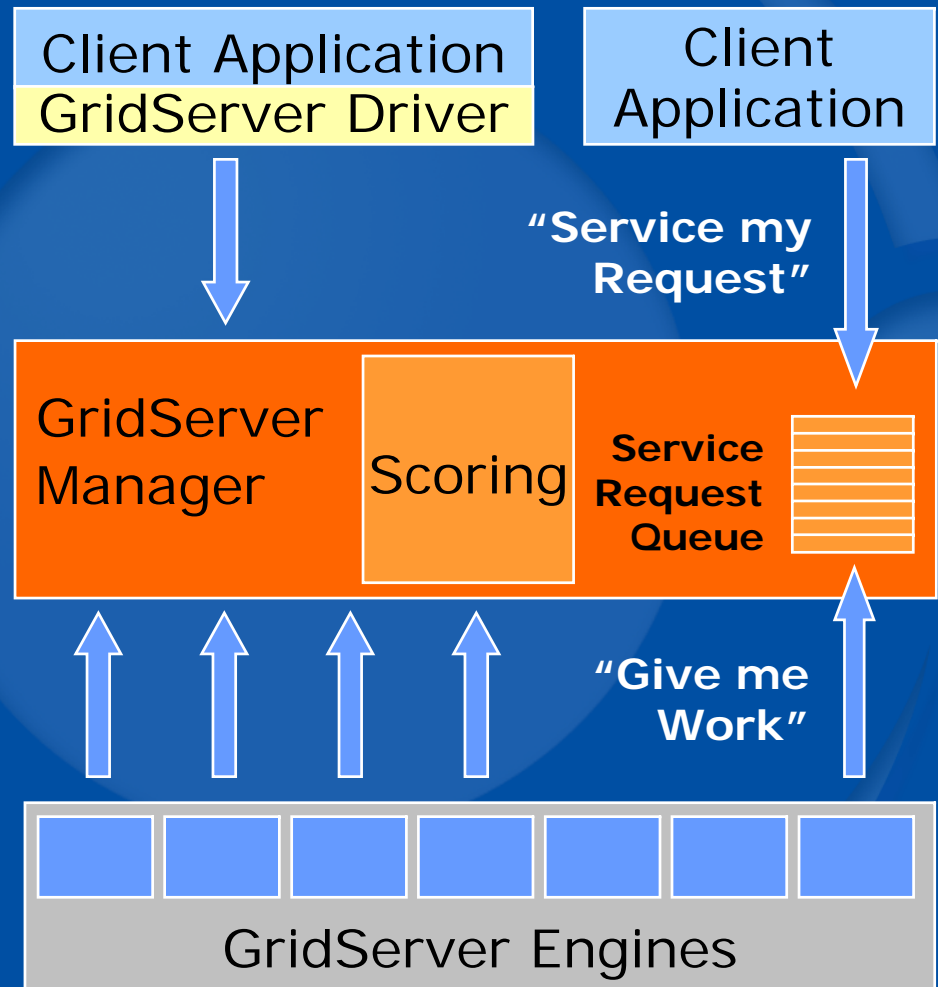 Client Application
GridServer Driver
Client
Application
“Service my
Request”
GridServer
Manager
Scoring
Service
Request
Queue
“Give me
Work”
GridServer Engines